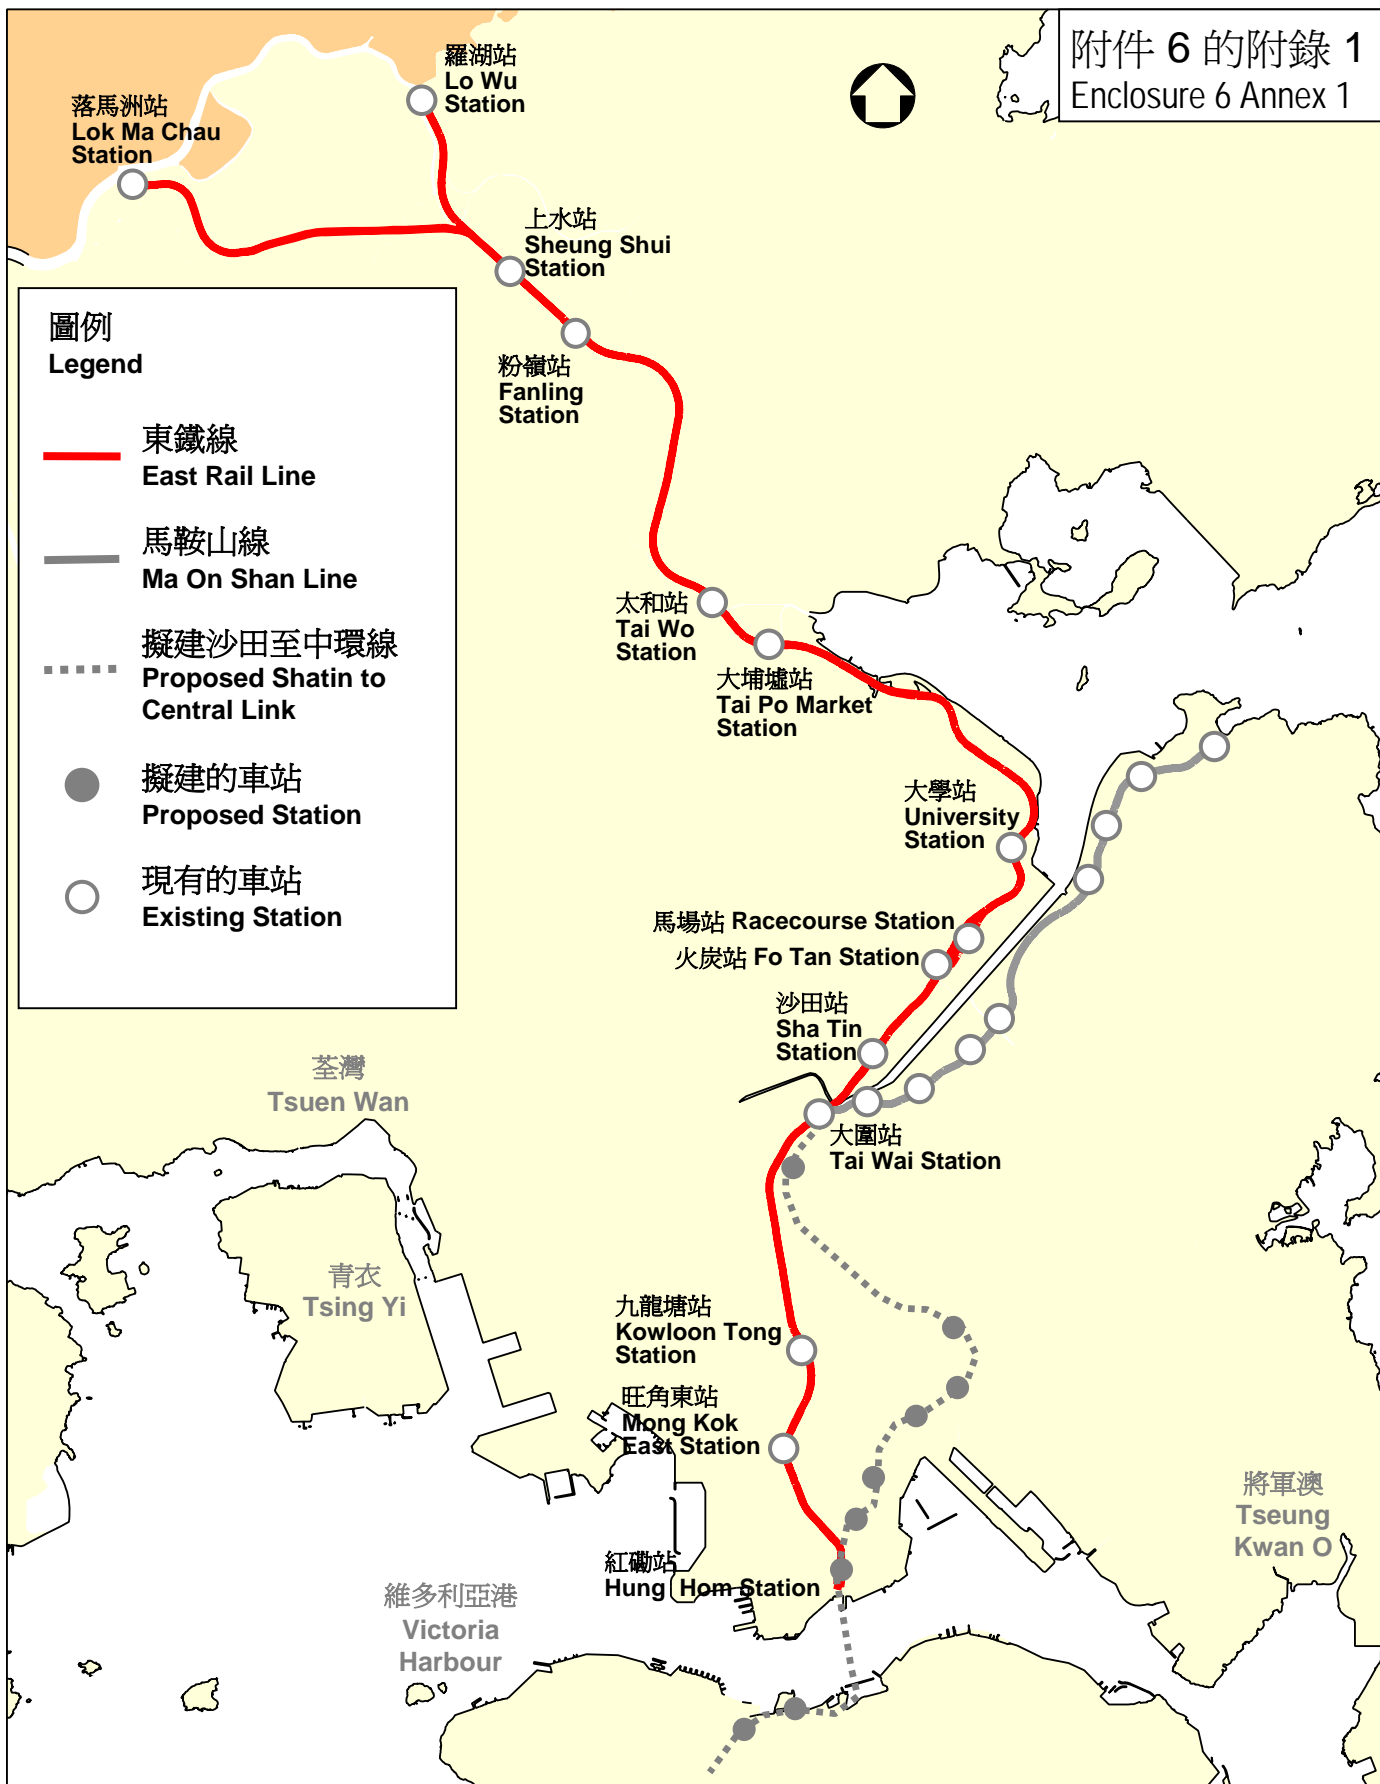 附件 6 的附錄 1
Enclosure 6 Annex 1
羅湖站
Lo Wu
Station
落馬洲站
Lok Ma Chau
Station
上水站
Sheung Shui
Station
圖例
Legend
東鐵線
East Rail Line
馬鞍山線
Ma On Shan Line
擬建沙田至中環線
Proposed Shatin to
Central Link
擬建的車站
Proposed Station
現有的車站
Existing Station
粉嶺站
Fanling
Station
太和站
Tai Wo
Station
大埔墟站
Tai Po Market
Station
大學站
University
Station
馬場站 Racecourse Station
火炭站 Fo Tan Station
沙田站
Sha Tin
Station
荃灣
Tsuen Wan
大圍站
Tai Wai Station
青衣
Tsing Yi
九龍塘站
Kowloon Tong
Station
旺角東站
Mong Kok
East Station
將軍澳
Tseung
Kwan O
紅磡站
Hung Hom Station
維多利亞港
Victoria
Harbour